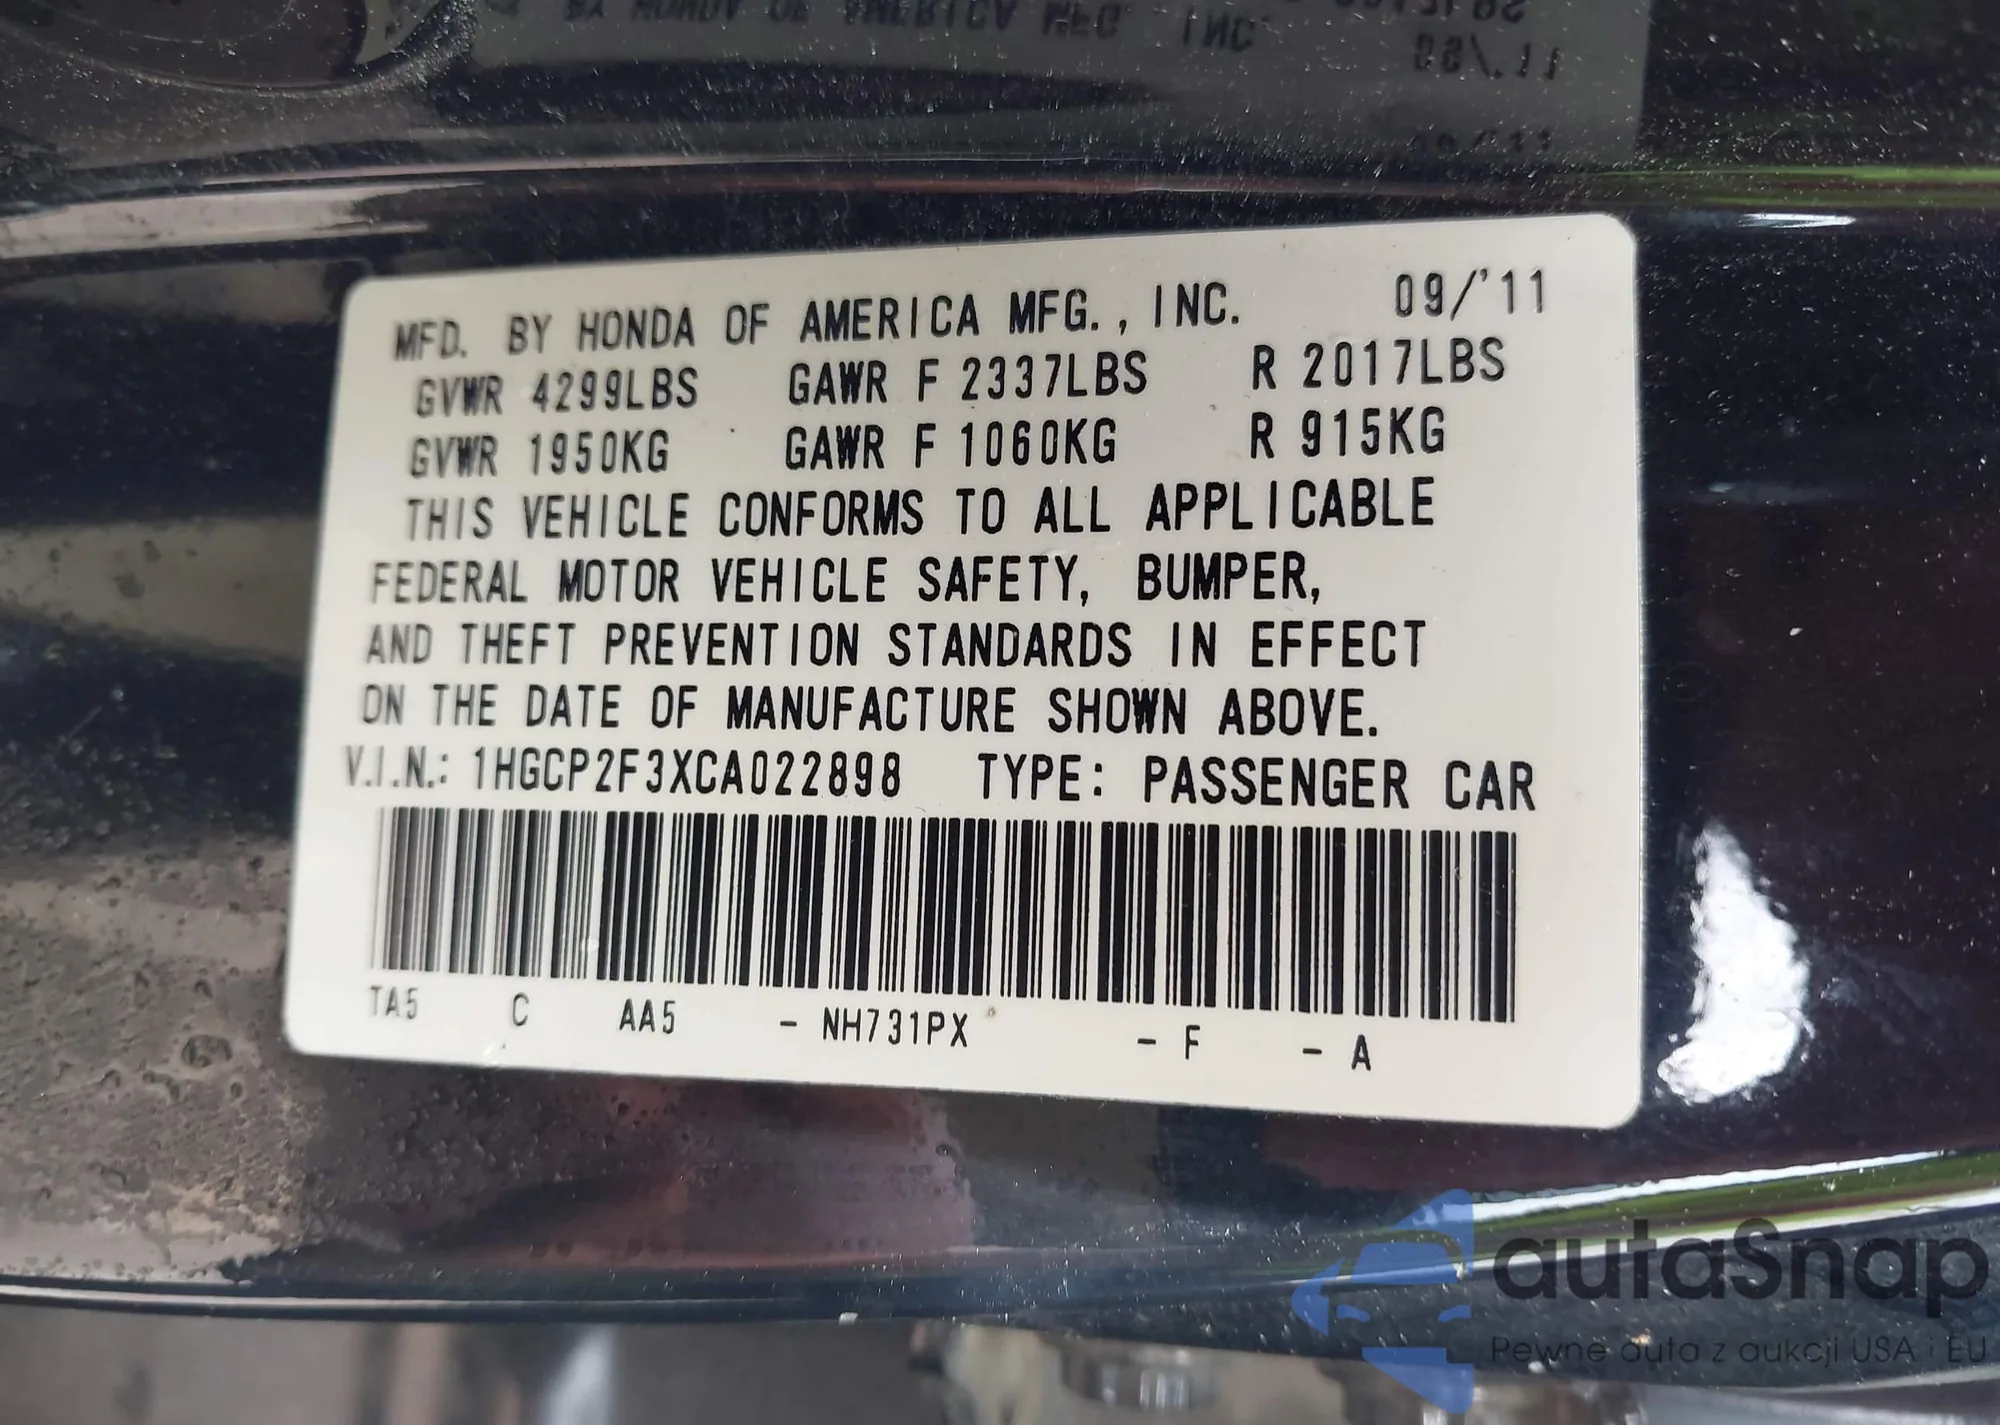 MFD. BY HONDA OF AMERICA MFG., INC. 09/'11
GVWR 4299LBS GAWR F 2337LBS R 2017LBS
GVWR 1950KG GAWR F 1060KG R 915KG
THIS VEHICLE CONFORMS TO ALL APPLICABLE
FEDERAL MOTOR VEHICLE SAFETY, BUMPER,
AND THEFT PREVENTION STANDARDS IN EFFECT
ON THE DATE OF MANUFACTURE SHOWN ABOVE.
V.I.N.: 1HGCP2F3XCA022898 TYPE: PASSENGER CAR
TA5 C AA5 - NH731PX - F - A
autaSnap
Pewne auta z aukcji USA i EU